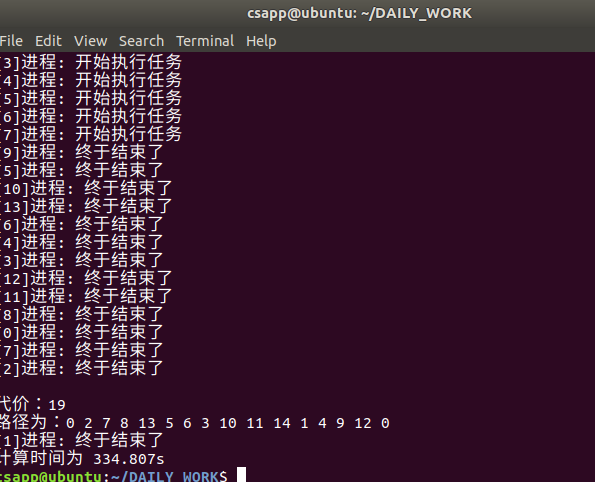 csapp@ubuntu: ~/DAILY_WORK
File Edit View Search Terminal Help
[3]进程: 开始执行任务
[4]进程: 开始执行任务
[5]进程: 开始执行任务
[6]进程: 开始执行任务
[7]进程: 开始执行任务
[9]进程: 终于结束了
[5]进程: 终于结束了
[10]进程: 终于结束了
[13]进程: 终于结束了
[6]进程: 终于结束了
[4]进程: 终于结束了
[3]进程: 终于结束了
[12]进程: 终于结束了
[11]进程: 终于结束了
[8]进程: 终于结束了
[0]进程: 终于结束了
[7]进程: 终于结束了
[2]进程: 终于结束了
代价：19
路径为：0 2 7 8 13 5 6 3 10 11 14 1 4 9 12 0
[1]进程: 终于结束了
计算时间为 334.807s
csapp@ubuntu:~/DAILY_WORK$